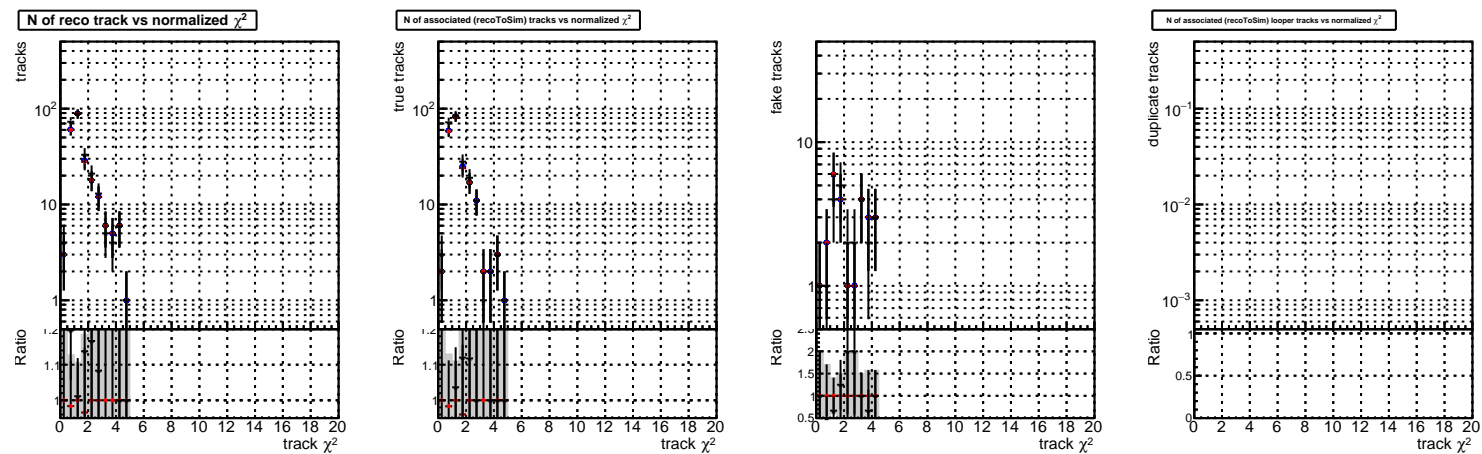 N of reco track vs normalized χ²
tracks
10²
10
1
Ratio
1.2
1.1
1
0 2 4 6 8 10 12 14 16 18 20
track χ²
N of associated (recoToSim) tracks vs normalized χ²
true tracks
10²
10
1
Ratio
1.2
1.1
1
0 2 4 6 8 10 12 14 16 18 20
track χ²
fake tracks
10
1
Ratio
2.5
2
1.5
1
0.5
0 2 4 6 8 10 12 14 16 18 20
track χ²
N of associated (recoToSim) looper tracks vs normalized χ²
duplicate tracks
10⁻¹
10⁻²
10⁻³
Ratio
1
0.5
0
0 2 4 6 8 10 12 14 16 18 20
track χ²